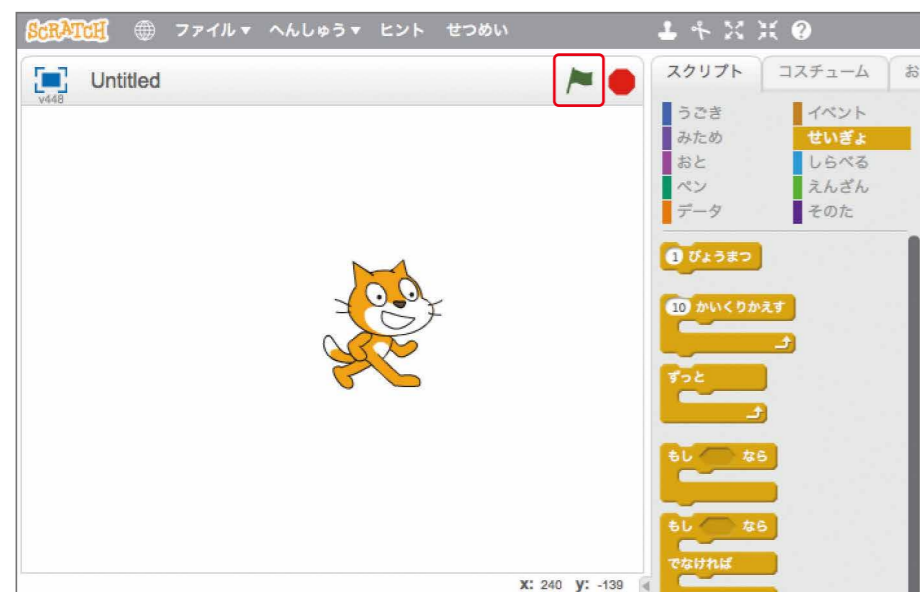 SCRATCH ファイル▼ へんしゅう▼ ヒント せつめい
v448 Untitled
スクリプト コスチューム お
うごき イベント
みため せいぎょ
おと しらべる
ペン えんざん
データ そのた
1 びょうまつ
10 かいくりかえす
ずっと
もし なら
もし なら
でなければ
x: 240 y: -139